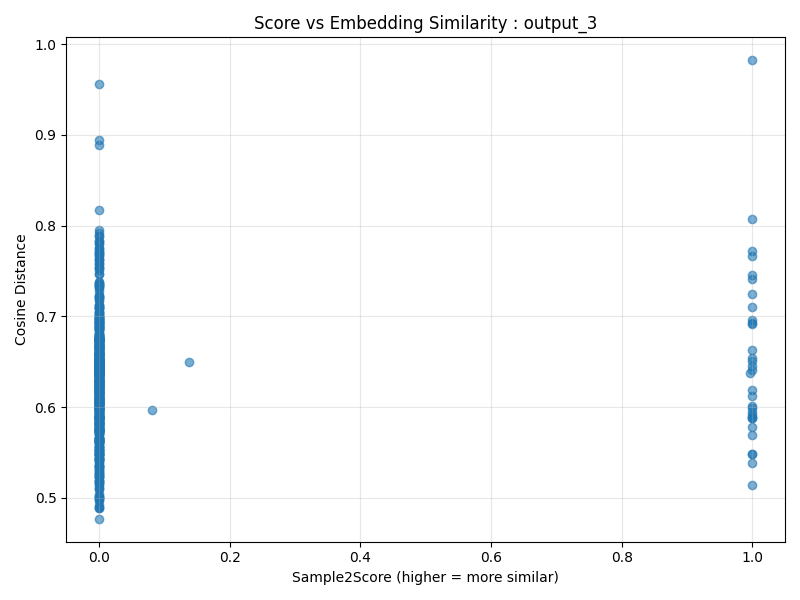 Score vs Embedding Similarity : output_3
1.0
0.9
0.8
0.7
0.6
0.5
Cosine Distance
0.0 0.2 0.4 0.6 0.8 1.0
Sample2Score (higher = more similar)